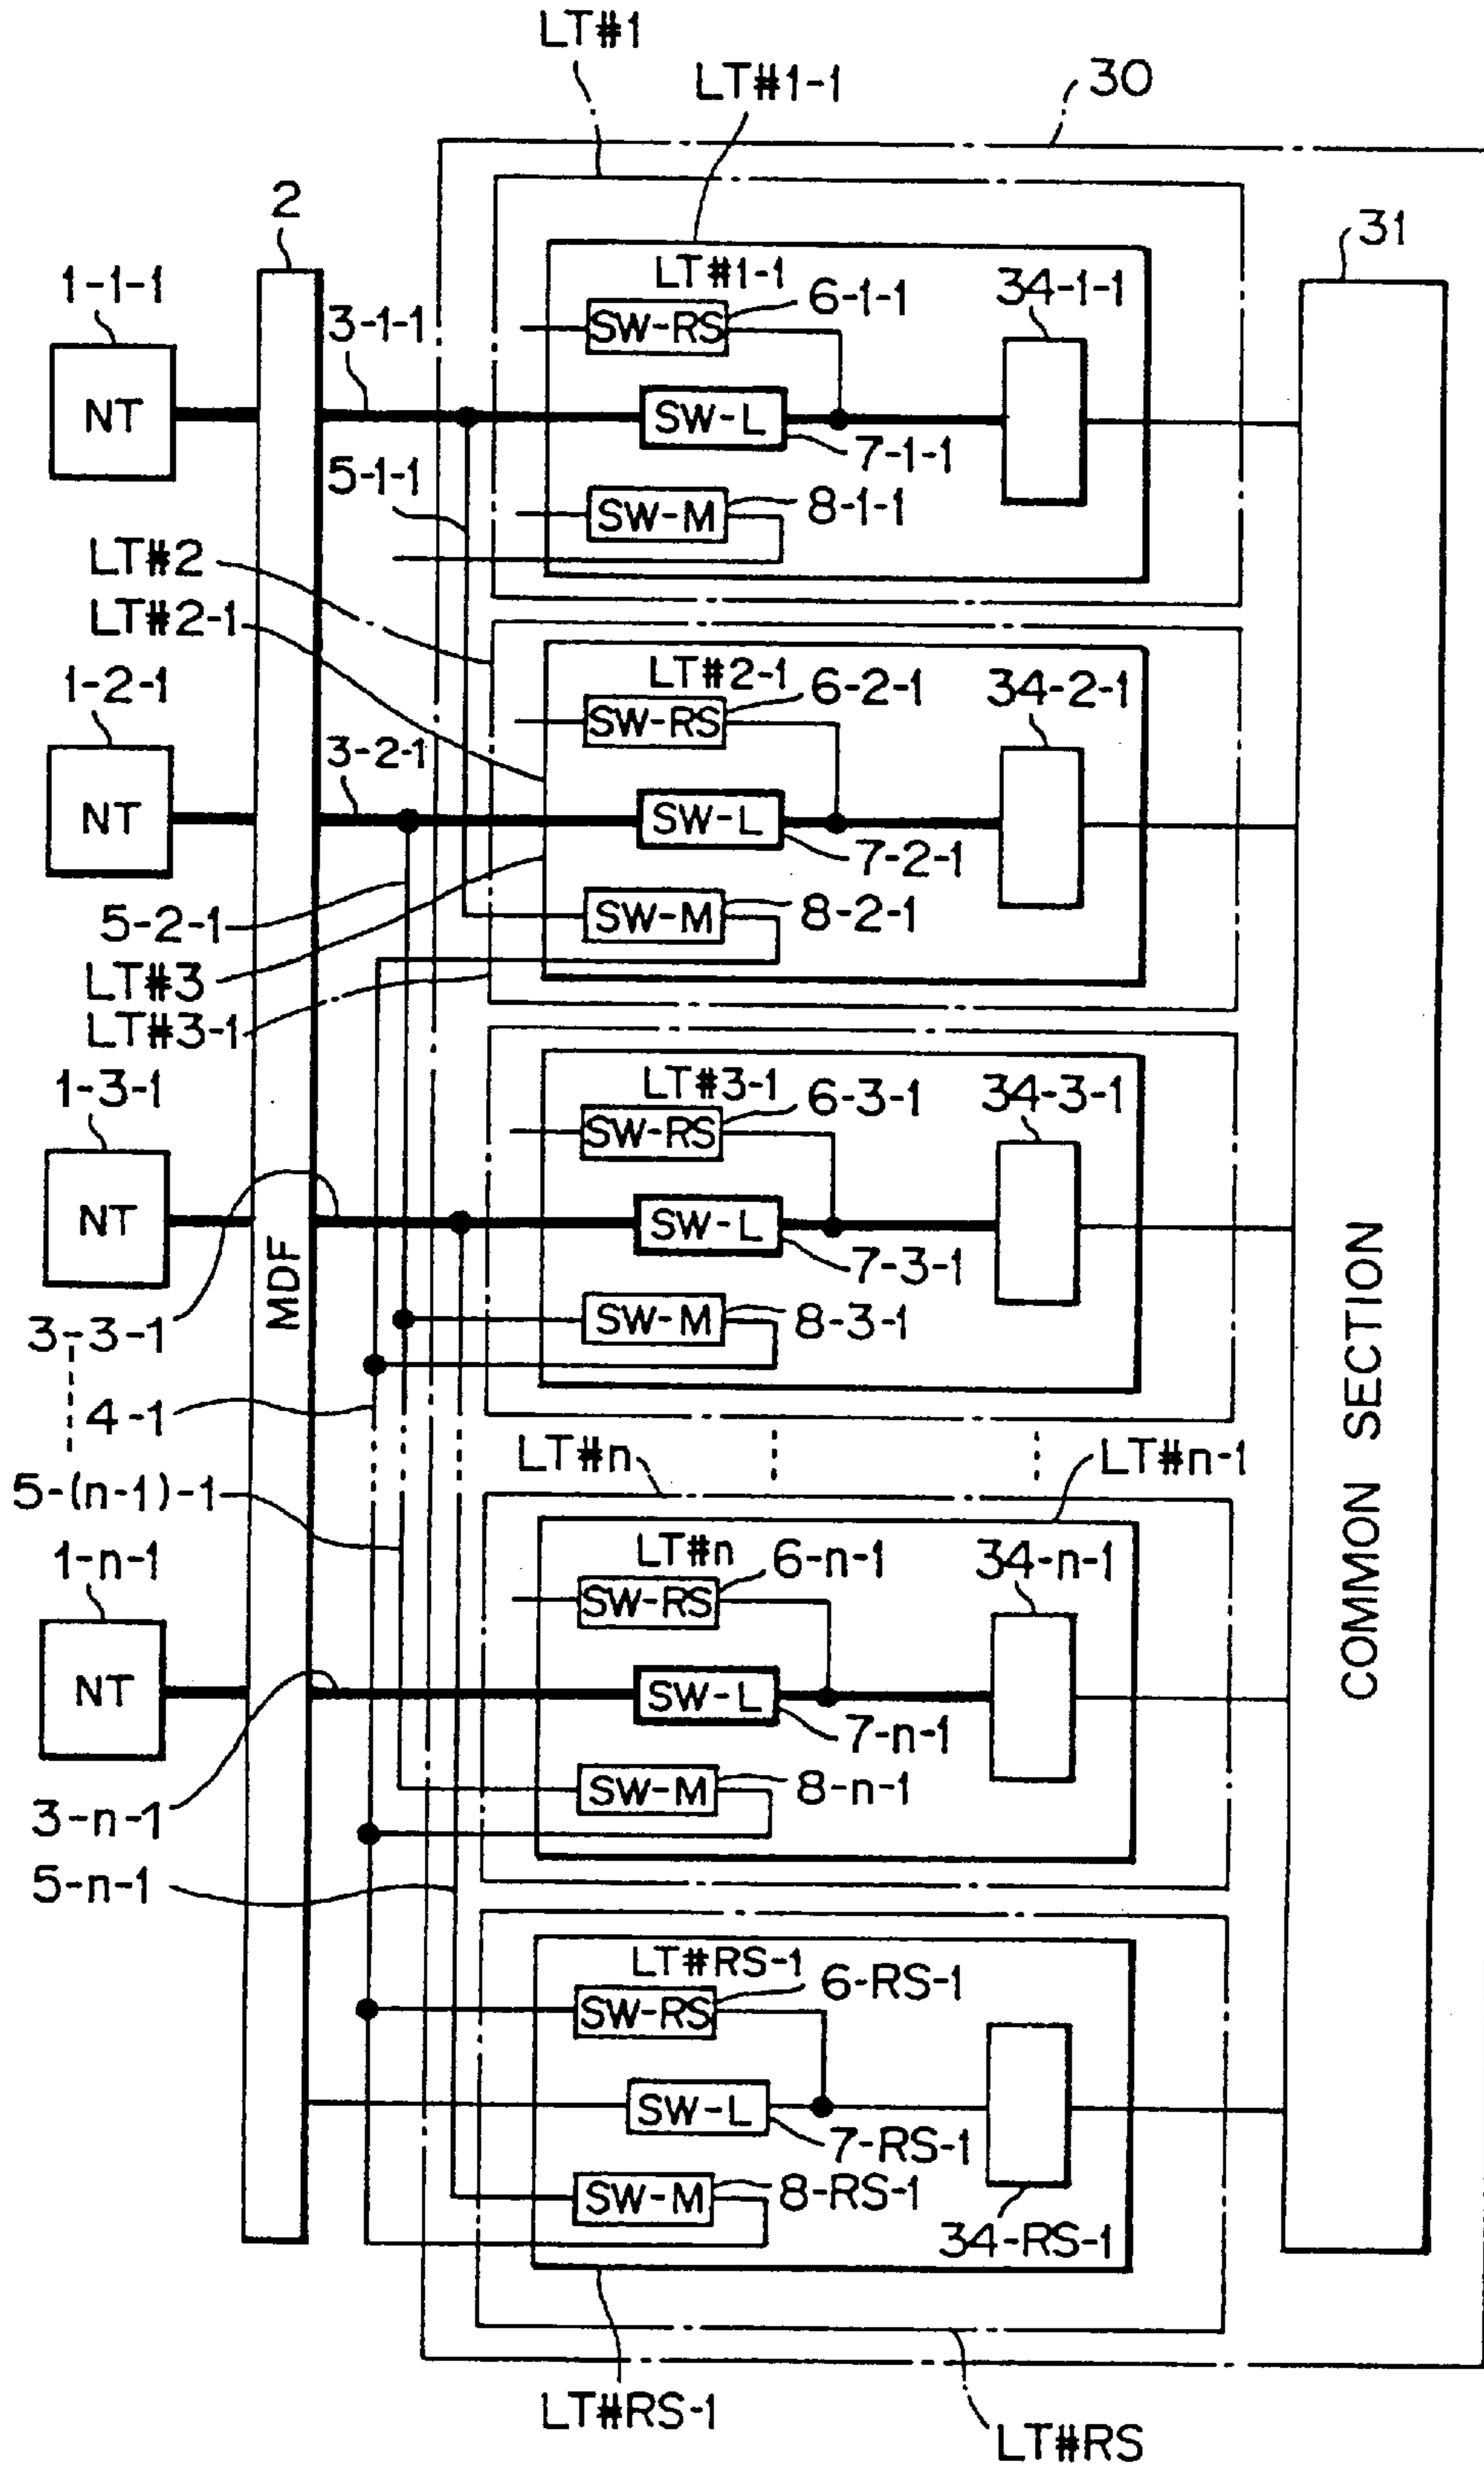 LT#1
LT#1-1
30
2
31
1-1-1
NT
3-1-1
LT#1-1
SW-RS
6-1-1
34-1-1
SW-L
7-1-1
5-1-1
SW-M
8-1-1
LT#2
LT#2-1
1-2-1
NT
3-2-1
LT#2-1
SW-RS
6-2-1
34-2-1
SW-L
7-2-1
5-2-1
SW-M
8-2-1
LT#3
LT#3-1
1-3-1
NT
LT#3-1
SW-RS
6-3-1
34-3-1
SW-L
7-3-1
MDF
3-3-1
SW-M
8-3-1
4-1
COMMON SECTION
LT#n
LT#n-1
5-(n-1)-1
1-n-1
NT
LT#n
SW-RS
6-n-1
34-n-1
SW-L
7-n-1
SW-M
8-n-1
3-n-1
5-n-1
LT#RS-1
SW-RS
6-RS-1
SW-L
7-RS-1
SW-M
8-RS-1
34-RS-1
LT#RS-1
LT#RS